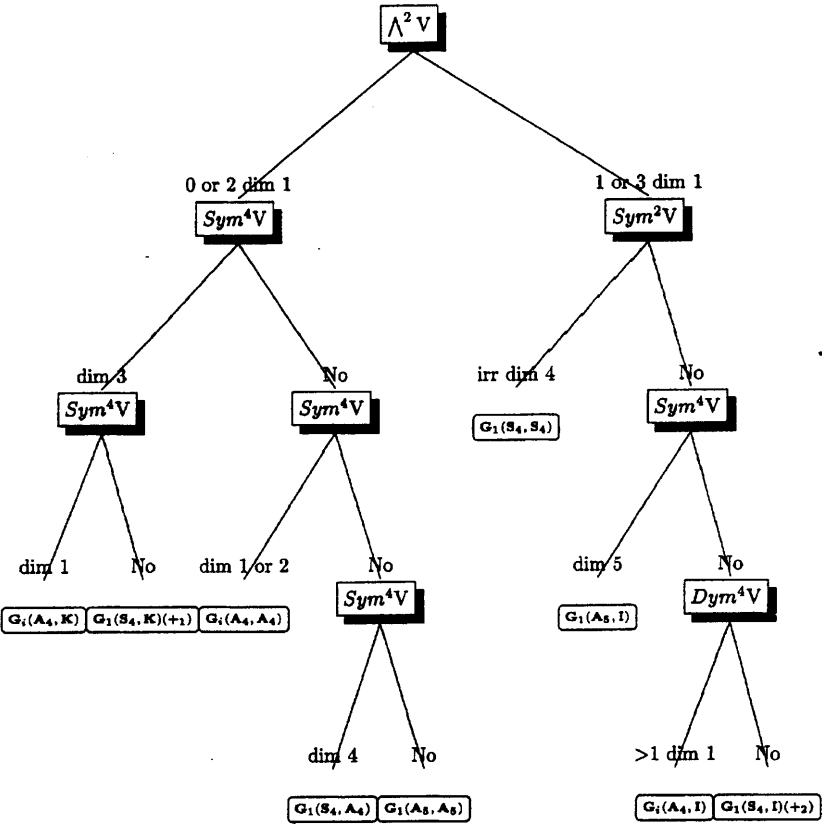 ⋀² V
0 or 2 dim 1
1 or 3 dim 1
Sym⁴V
Sym²V
dim 3
No
irr dim 4
No
Sym⁴V
Sym⁴V
G₁(S₄, S₄)
Sym⁴V
dim 1
No
dim 1 or 2
No
dim 5
No
Gᵢ(A₄, K)
G₁(S₄, K)(+₁)
Gᵢ(A₄, A₄)
Sym⁴V
G₁(A₅, I)
Dym⁴V
dim 4
No
>1 dim 1
No
G₁(S₄, A₄)
G₁(A₅, A₅)
Gᵢ(A₄, I)
G₁(S₄, I)(+₂)